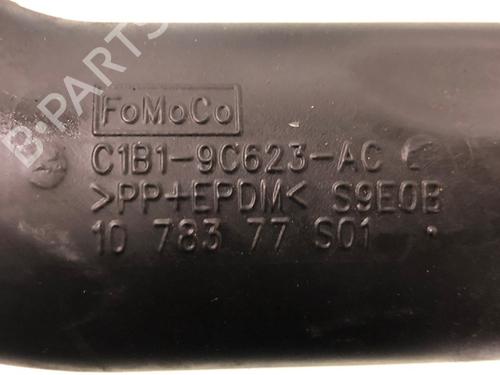 B-PARTS
FoMoCo
C1B1-9C623-AC
>PP+EPDM< S9E0B
10 783 77 S01